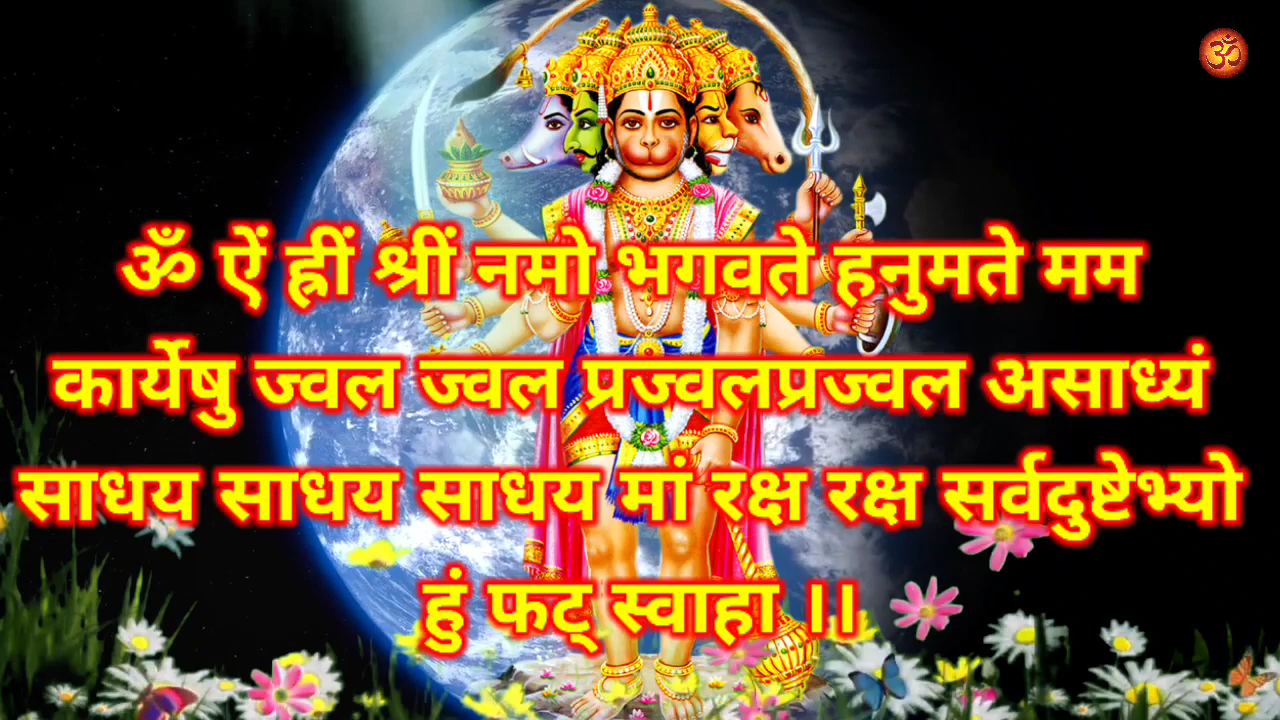 ॐ
ॐ ऐं ह्रीं श्रीं नमो भगवते हनुमते मम
कार्येषु ज्वल ज्वल प्रज्वलप्रज्वल असाध्यं
साधय साधय साधय मां रक्ष रक्ष सर्वदुष्टेभ्यो
हुं फट् स्वाहा ।।